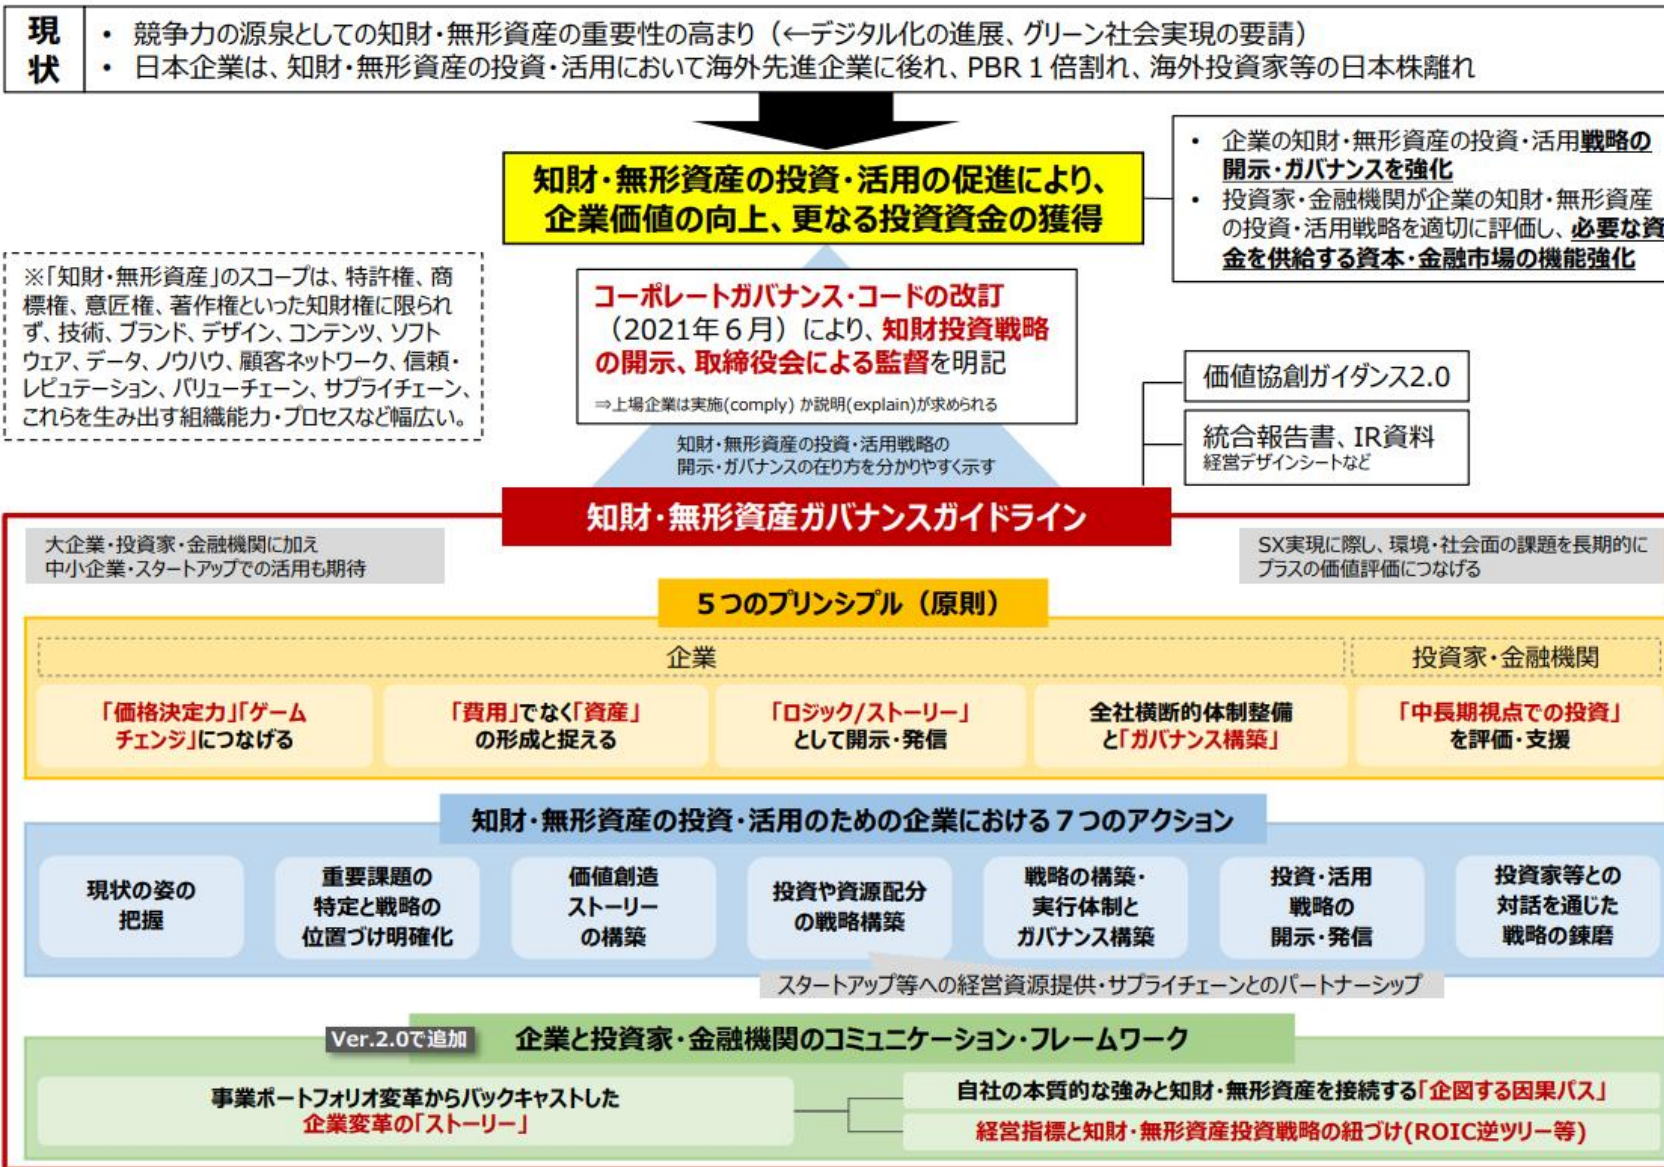 現状
• 競争力の源泉としての知財・無形資産の重要性の高まり（←デジタル化の進展、グリーン社会実現の要請）
• 日本企業は、知財・無形資産の投資・活用において海外先進企業に後れ、PBR１倍割れ、海外投資家等の日本株離れ
知財・無形資産の投資・活用の促進により、
企業価値の向上、更なる投資資金の獲得
• 企業の知財・無形資産の投資・活用戦略の
開示・ガバナンスを強化
• 投資家・金融機関が企業の知財・無形資産
の投資・活用戦略を適切に評価し、必要な資
金を供給する資本・金融市場の機能強化
※「知財・無形資産」のスコープは、特許権、商
標権、意匠権、著作権といった知財権に限られ
ず、技術、ブランド、デザイン、コンテンツ、ソフト
ウェア、データ、ノウハウ、顧客ネットワーク、信頼・
レピュテーション、バリューチェーン、サプライチェーン、
これらを生み出す組織能力・プロセスなど幅広い。
コーポレートガバナンス・コードの改訂
（2021年６月）により、知財投資戦略
の開示、取締役会による監督を明記
⇒上場企業は実施(comply) か説明(explain)が求められる
知財・無形資産の投資・活用戦略の
開示・ガバナンスの在り方を分かりやすく示す
価値協創ガイダンス2.0
統合報告書、IR資料
経営デザインシートなど
知財・無形資産ガバナンスガイドライン
大企業・投資家・金融機関に加え
中小企業・スタートアップでの活用も期待
SX実現に際し、環境・社会面の課題を長期的に
プラスの価値評価につなげる
５つのプリンシプル（原則）
企業
投資家・金融機関
「価格決定力」「ゲーム
チェンジ」につなげる
「費用」でなく「資産」
の形成と捉える
「ロジック/ストーリー」
として開示・発信
全社横断的体制整備
と「ガバナンス構築」
「中長期視点での投資」
を評価・支援
知財・無形資産の投資・活用のための企業における７つのアクション
現状の姿の
把握
重要課題の
特定と戦略の
位置づけ明確化
価値創造
ストーリー
の構築
投資や資源配分
の戦略構築
戦略の構築・
実行体制と
ガバナンス構築
投資・活用
戦略の
開示・発信
投資家等との
対話を通じた
戦略の錬磨
スタートアップ等への経営資源提供・サプライチェーンとのパートナーシップ
Ver.2.0で追加
企業と投資家・金融機関のコミュニケーション・フレームワーク
事業ポートフォリオ変革からバックキャストした
企業変革の「ストーリー」
自社の本質的な強みと知財・無形資産を接続する「企図する因果パス」
経営指標と知財・無形資産投資戦略の紐づけ(ROIC逆ツリー等)